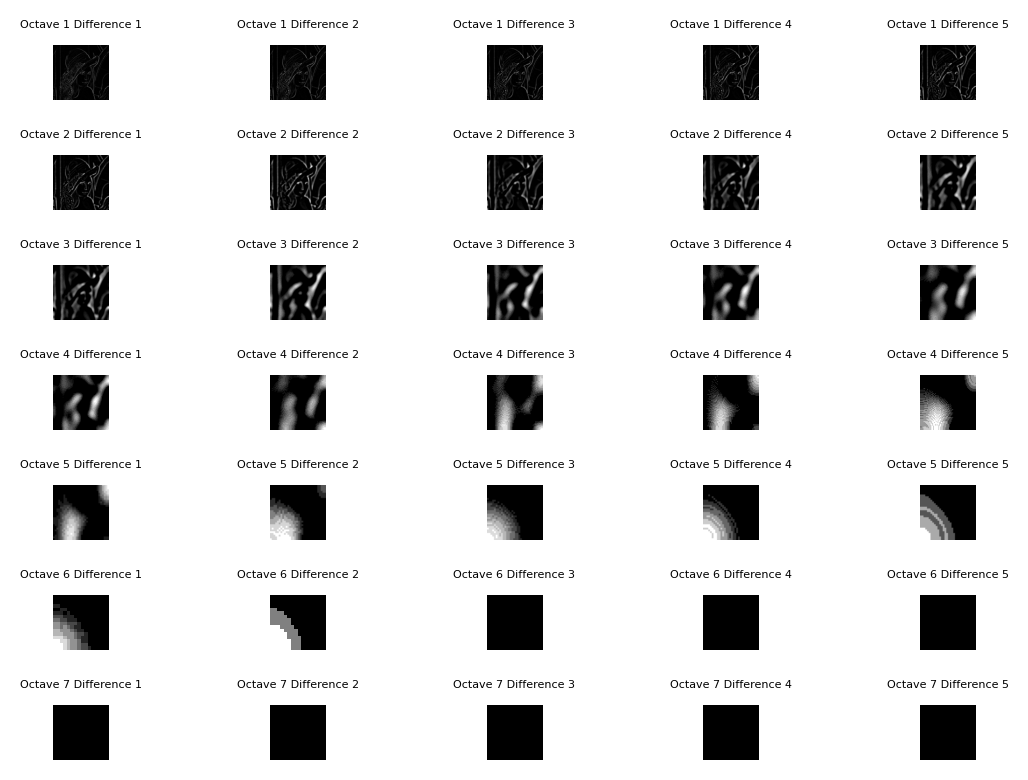 Octave 1 Difference 1
Octave 1 Difference 2
Octave 1 Difference 3
Octave 1 Difference 4
Octave 1 Difference 5
Octave 2 Difference 1
Octave 2 Difference 2
Octave 2 Difference 3
Octave 2 Difference 4
Octave 2 Difference 5
Octave 3 Difference 1
Octave 3 Difference 2
Octave 3 Difference 3
Octave 3 Difference 4
Octave 3 Difference 5
Octave 4 Difference 1
Octave 4 Difference 2
Octave 4 Difference 3
Octave 4 Difference 4
Octave 4 Difference 5
Octave 5 Difference 1
Octave 5 Difference 2
Octave 5 Difference 3
Octave 5 Difference 4
Octave 5 Difference 5
Octave 6 Difference 1
Octave 6 Difference 2
Octave 6 Difference 3
Octave 6 Difference 4
Octave 6 Difference 5
Octave 7 Difference 1
Octave 7 Difference 2
Octave 7 Difference 3
Octave 7 Difference 4
Octave 7 Difference 5